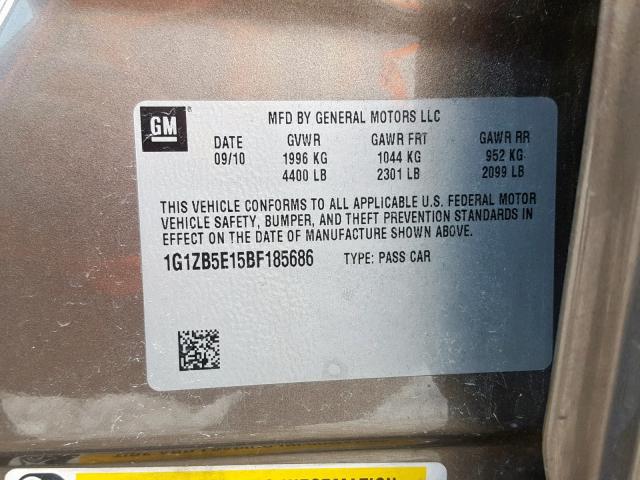 GM
MFD BY GENERAL MOTORS LLC
DATE GVWR GAWR FRT GAWR RR
09/10 1996 KG 1044 KG 952 KG
4400 LB 2301 LB 2099 LB
THIS VEHICLE CONFORMS TO ALL APPLICABLE U.S. FEDERAL MOTOR
VEHICLE SAFETY, BUMPER, AND THEFT PREVENTION STANDARDS IN
EFFECT ON THE DATE OF MANUFACTURE SHOWN ABOVE.
1G1ZB5E15BF185686 TYPE: PASS CAR
INFORMATION